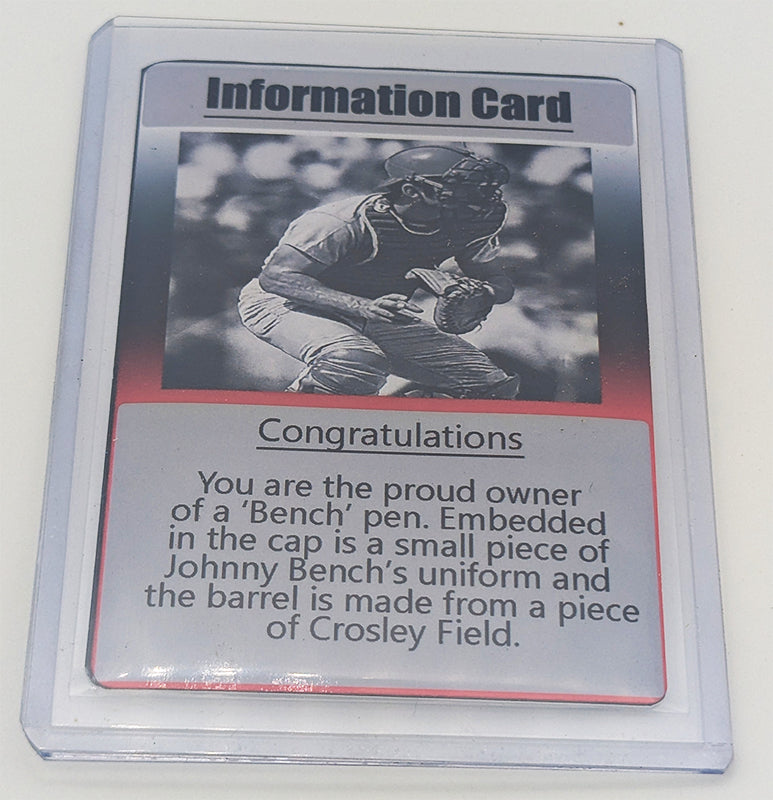 Information Card
Congratulations
You are the proud owner
of a ‘Bench’ pen. Embedded
in the cap is a small piece of
Johnny Bench’s uniform and
the barrel is made from a piece
of Crosley Field.